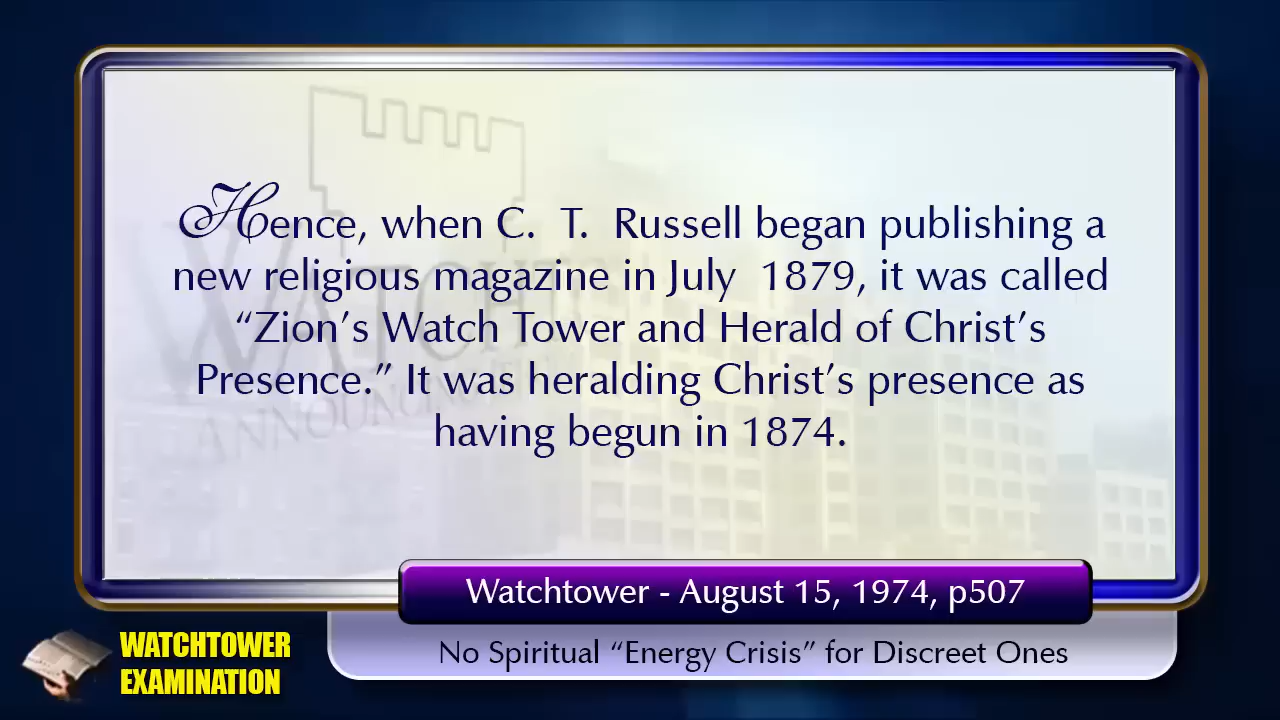 Hence, when C. T. Russell began publishing a
new religious magazine in July 1879, it was called
“Zion’s Watch Tower and Herald of Christ’s
Presence.” It was heralding Christ’s presence as
having begun in 1874.
Watchtower - August 15, 1974, p507
No Spiritual “Energy Crisis” for Discreet Ones
WATCHTOWER
EXAMINATION